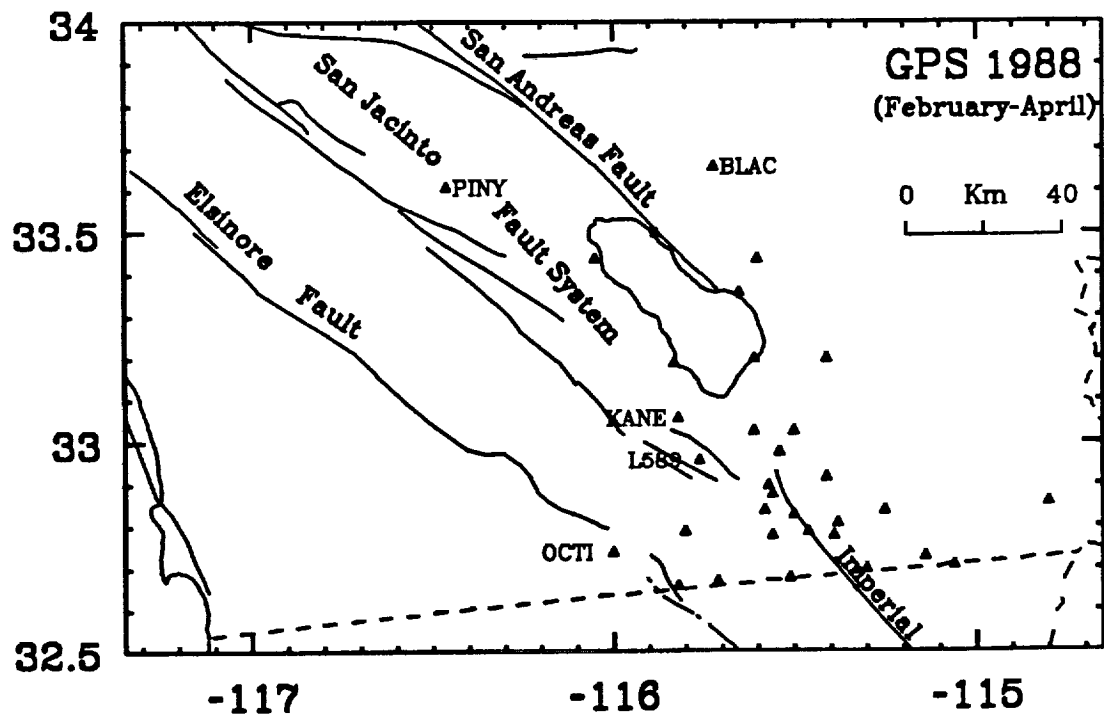 34
San Andreas Fault
GPS 1988
(February-April)
San Jacinto
Fault System
BLAC
PINY
0 Km 40
Elsinore
Fault
33.5
KANE
33
L589
OCTI
Imperial
32.5
-117
-116
-115